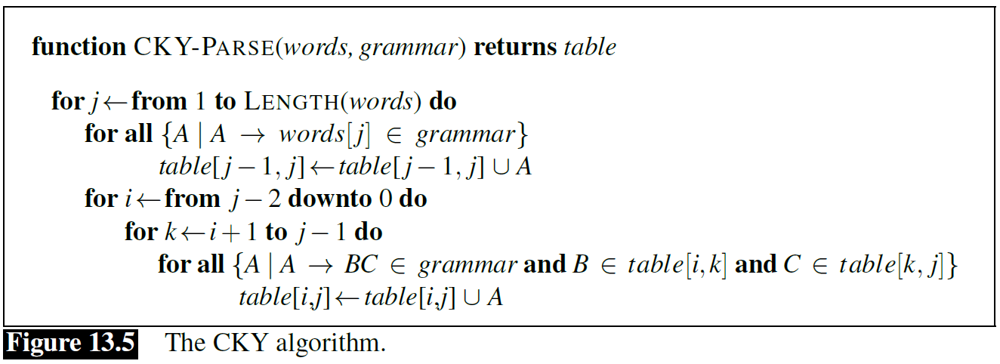 function CKY-PARSE(words, grammar) returns table
for j←from 1 to LENGTH(words) do
for all {A | A → words[j] ∈ grammar}
table[j − 1, j]←table[j − 1, j] ∪ A
for i←from j − 2 downto 0 do
for k←i + 1 to j − 1 do
for all {A | A → BC ∈ grammar and B ∈ table[i, k] and C ∈ table[k, j]}
table[i,j]←table[i,j] ∪ A
Figure 13.5 The CKY algorithm.